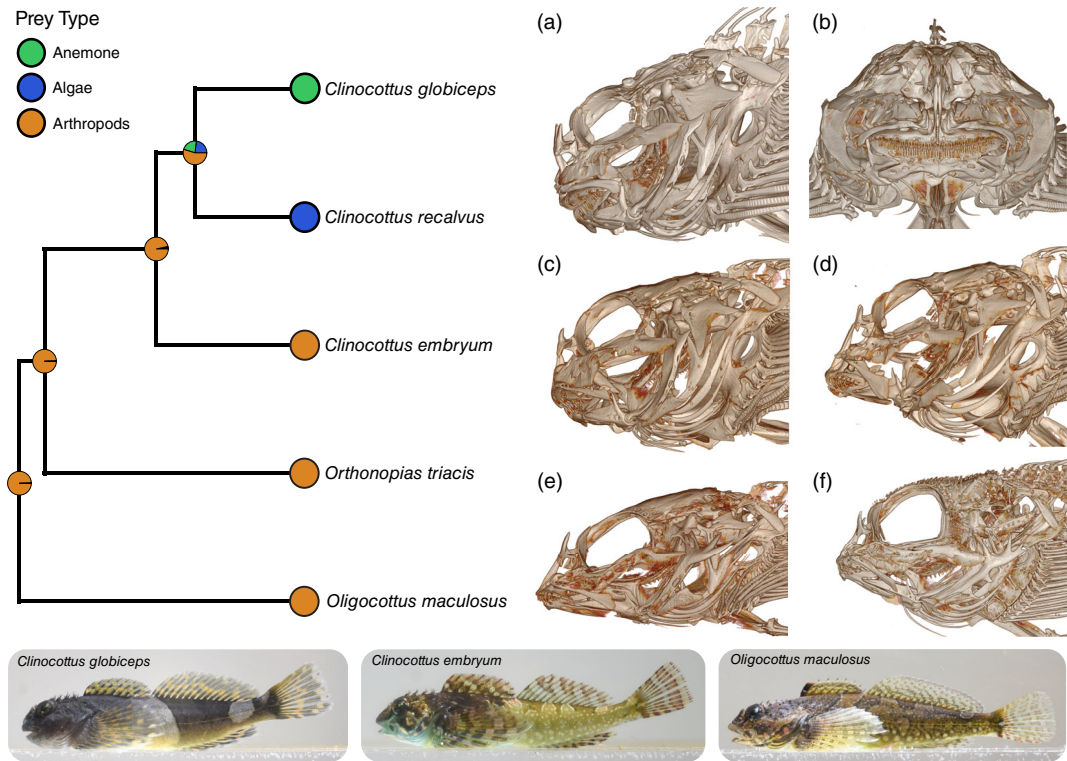 Prey Type
Anemone
Algae
Arthropods
Clinocottus globiceps
Clinocottus recalvus
Clinocottus embryum
Orthonopias triacis
Oligocottus maculosus
(a)
(b)
(c)
(d)
(e)
(f)
Clinocottus globiceps
Clinocottus embryum
Oligocottus maculosus